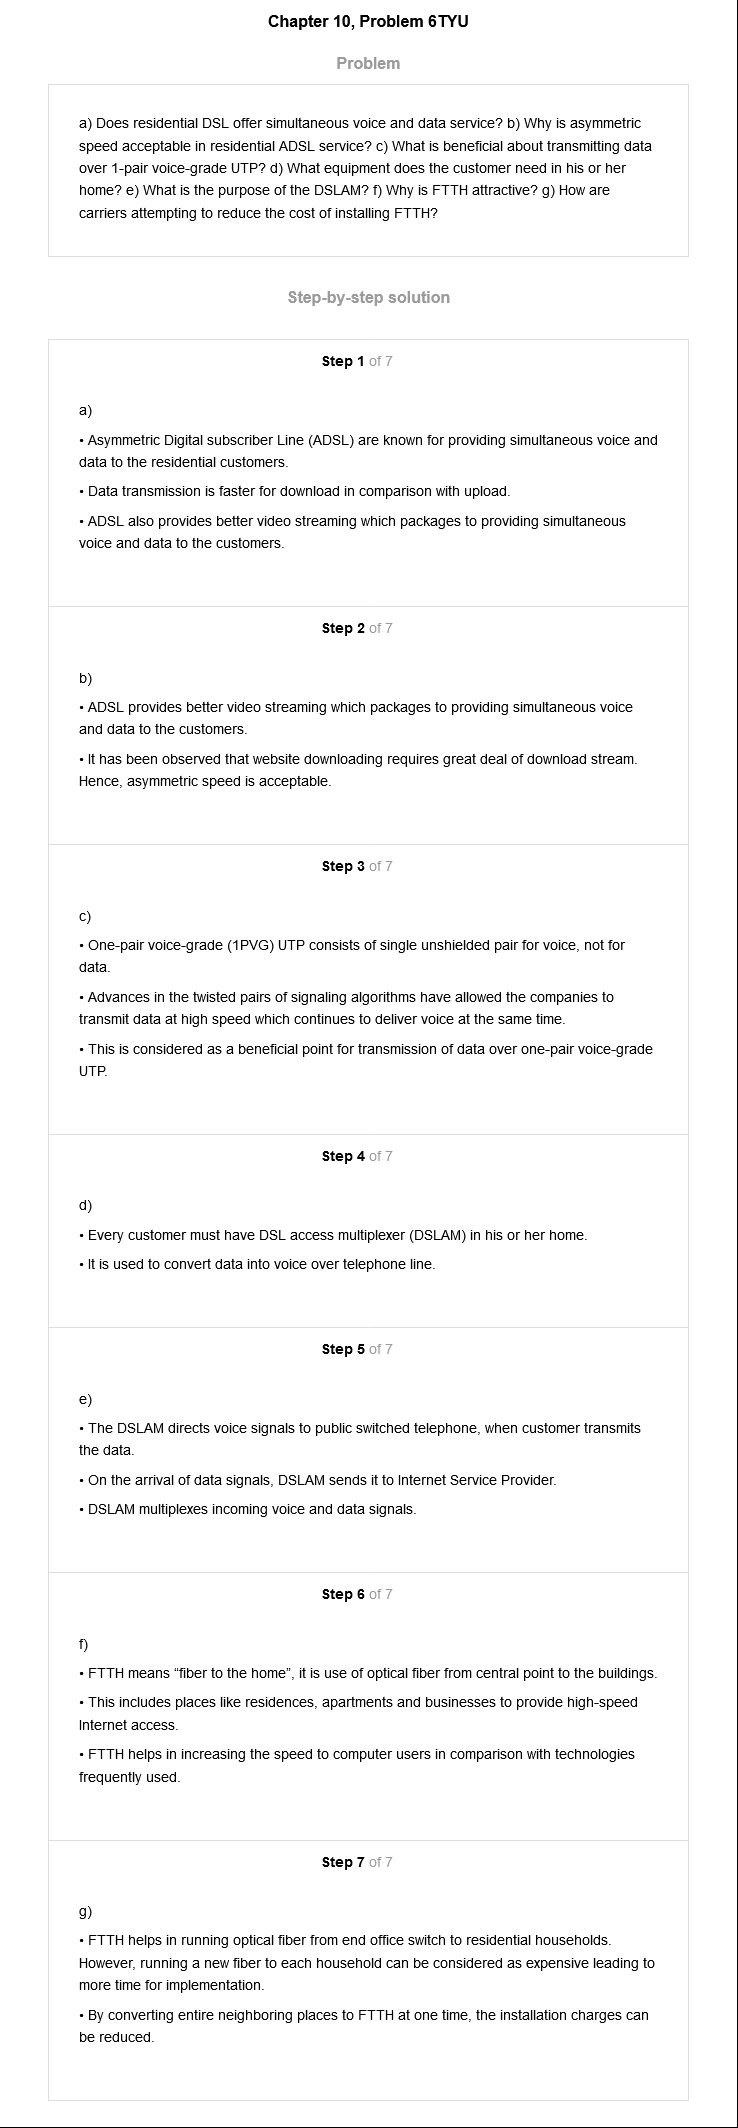 Chapter 10, Problem 6TYU
Problem
a) Does residential DSL offer simultaneous voice and data service? b) Why is asymmetric
speed acceptable in residential ADSL service? c) What is beneficial about transmitting data
over 1-pair voice-grade UTP? d) What equipment does the customer need in his or her
home? e) What is the purpose of the DSLAM? f) Why is FTTH attractive? g) How are
carriers attempting to reduce the cost of installing FTTH?
Step-by-step solution
Step 1 of 7
a)
• Asymmetric Digital subscriber Line (ADSL) are known for providing simultaneous voice and
data to the residential customers.
• Data transmission is faster for download in comparison with upload.
• ADSL also provides better video streaming which packages to providing simultaneous
voice and data to the customers.
Step 2 of 7
b)
• ADSL provides better video streaming which packages to providing simultaneous voice
and data to the customers.
• It has been observed that website downloading requires great deal of download stream.
Hence, asymmetric speed is acceptable.
Step 3 of 7
c)
• One-pair voice-grade (1PVG) UTP consists of single unshielded pair for voice, not for
data.
• Advances in the twisted pairs of signaling algorithms have allowed the companies to
transmit data at high speed which continues to deliver voice at the same time.
• This is considered as a beneficial point for transmission of data over one-pair voice-grade
UTP.
Step 4 of 7
d)
• Every customer must have DSL access multiplexer (DSLAM) in his or her home.
• It is used to convert data into voice over telephone line.
Step 5 of 7
e)
• The DSLAM directs voice signals to public switched telephone, when customer transmits
the data.
• On the arrival of data signals, DSLAM sends it to Internet Service Provider.
• DSLAM multiplexes incoming voice and data signals.
Step 6 of 7
f)
• FTTH means “fiber to the home”, it is use of optical fiber from central point to the buildings.
• This includes places like residences, apartments and businesses to provide high-speed
Internet access.
• FTTH helps in increasing the speed to computer users in comparison with technologies
frequently used.
Step 7 of 7
g)
• FTTH helps in running optical fiber from end office switch to residential households.
However, running a new fiber to each household can be considered as expensive leading to
more time for implementation.
• By converting entire neighboring places to FTTH at one time, the installation charges can
be reduced.